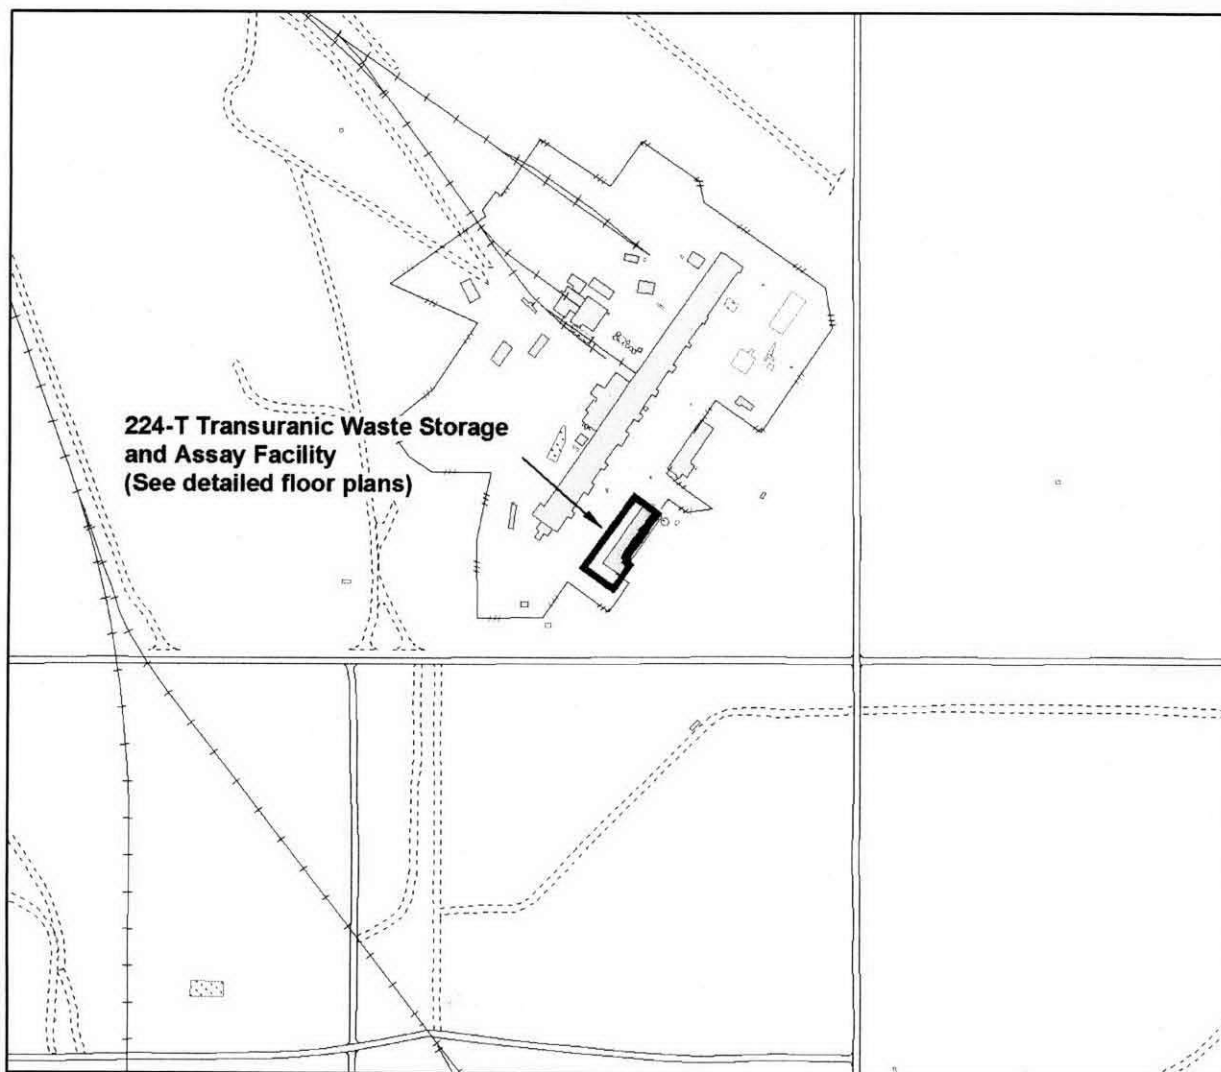 224-T Transuranic Waste Storage
and Assay Facility
(See detailed floor plans)